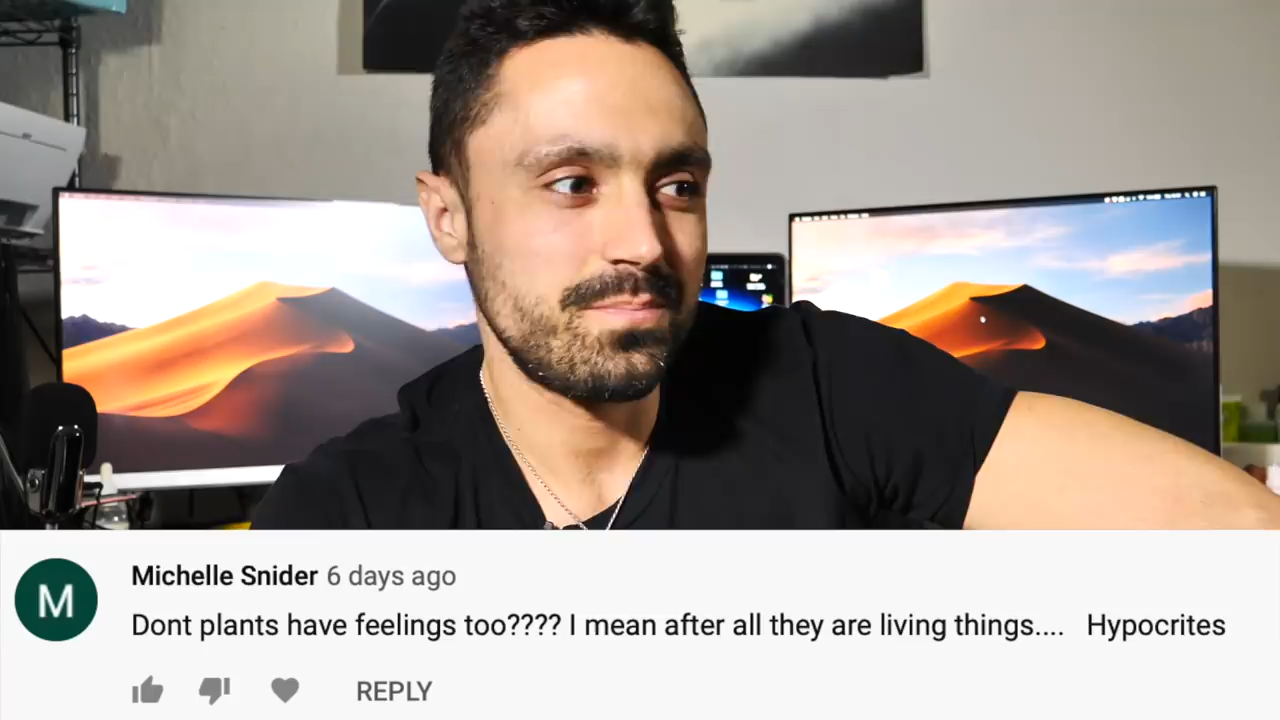 M
Michelle Snider 6 days ago
Dont plants have feelings too???? I mean after all they are living things.... Hypocrites
REPLY